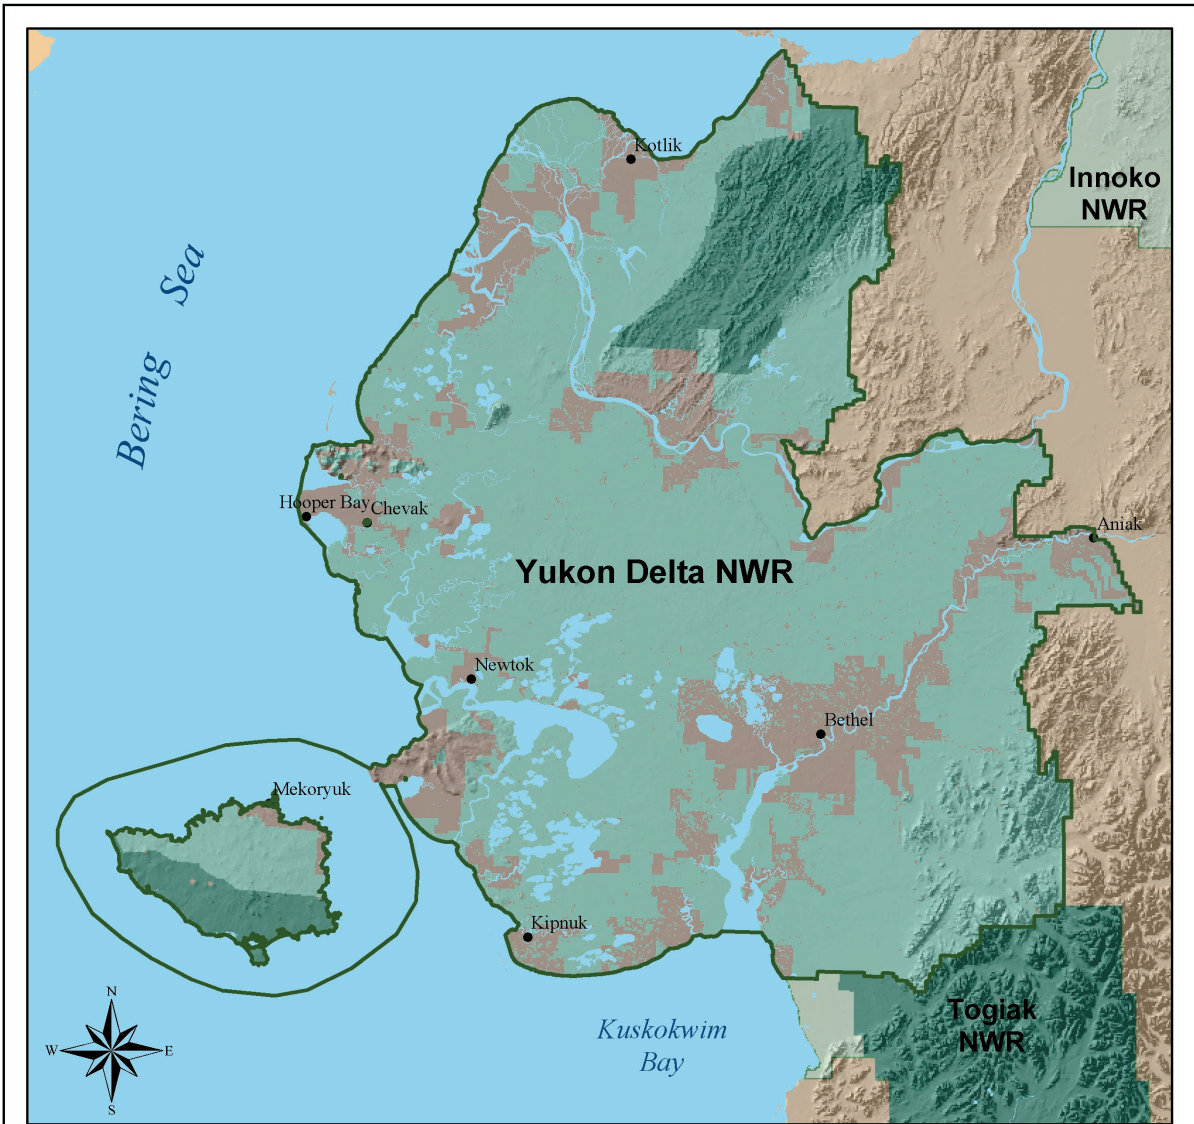 Kotlik
Innoko
NWR
Bering Sea
Hooper Bay
Chevak
Aniak
Yukon Delta NWR
Newtok
Bethel
Mekoryuk
Kipnuk
N
W
E
S
Kuskokwim
Bay
Togiak
NWR